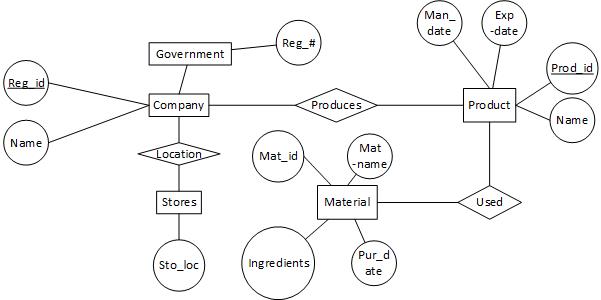 Man_
date
Exp
-date
Government
Reg_#
Reg_id
Prod_id
Company
Produces
Product
Name
Name
Location
Mat_id
Mat
-name
Stores
Material
Used
Sto_loc
Ingredients
Pur_d
ate